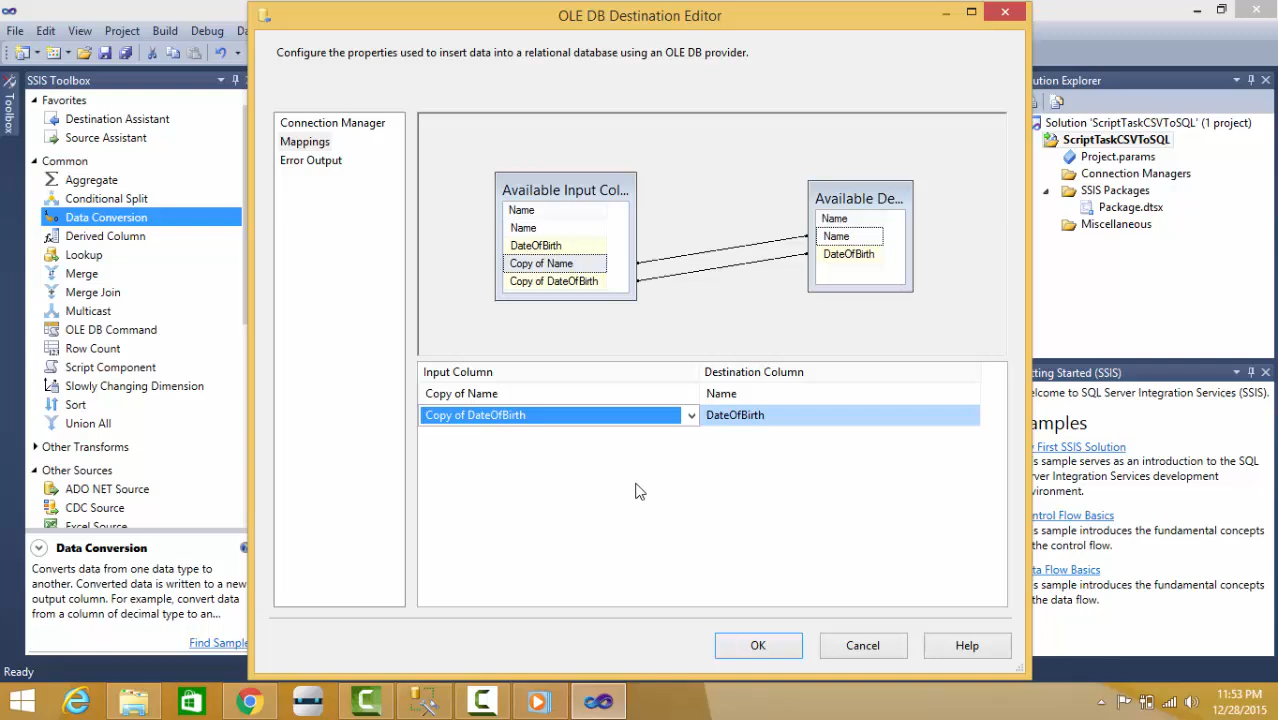 OLE DB Destination Editor
File Edit View Project Build Debug
Configure the properties used to insert data into a relational database using an OLE DB provider.
SSIS Toolbox
Toolbox
Favorites
Destination Assistant
Source Assistant
Common
Aggregate
Conditional Split
Data Conversion
Derived Column
Lookup
Merge
Merge Join
Multicast
OLE DB Command
Row Count
Script Component
Slowly Changing Dimension
Sort
Union All
Other Transforms
Other Sources
ADO NET Source
CDC Source
Excel Source
Data Conversion
Converts data from one data type to
another. Converted data is written to a new
output column. For example, convert data
from a column of decimal type to an...
Find Sample
Ready
Connection Manager
Mappings
Error Output
Available Input Col...
Name
Name
DateOfBirth
Copy of Name
Copy of DateOfBirth
Available De...
Name
Name
DateOfBirth
Input Column Destination Column
Copy of Name Name
Copy of DateOfBirth DateOfBirth
OK Cancel Help
ution Explorer
Solution 'ScriptTaskCSVToSQL' (1 project)
ScriptTaskCSVToSQL
Project.params
Connection Managers
SSIS Packages
Package.dtsx
Miscellaneous
tting Started (SSIS)
elcome to SQL Server Integration Services (SSIS).
amples
y First SSIS Solution
is sample serves as an introduction to the SQL
rver Integration Services development
vironment.
ontrol Flow Basics
is sample introduces the fundamental concepts
the control flow.
ta Flow Basics
is sample introduces the fundamental concepts
the data flow.
11:53 PM
12/28/2015